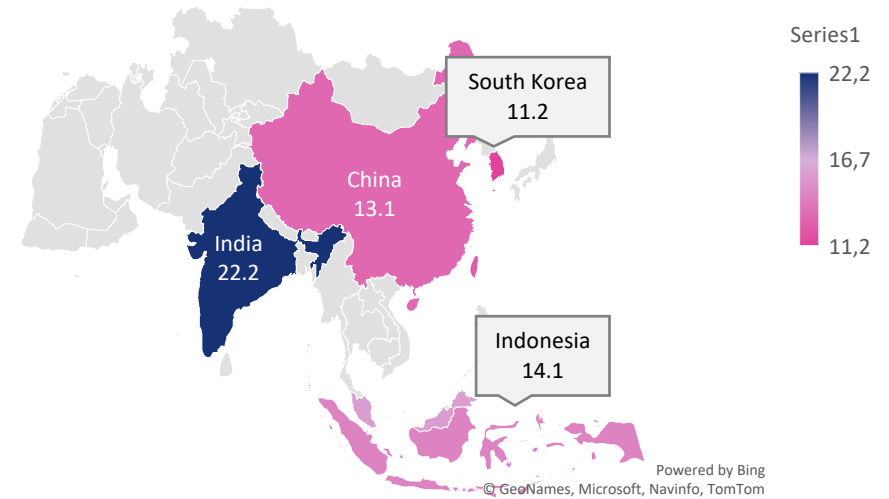 Series1
22,2
16,7
11,2
South Korea
11.2
China
13.1
India
22.2
Indonesia
14.1
Powered by Bing
© GeoNames, Microsoft, Navinfo, TomTom